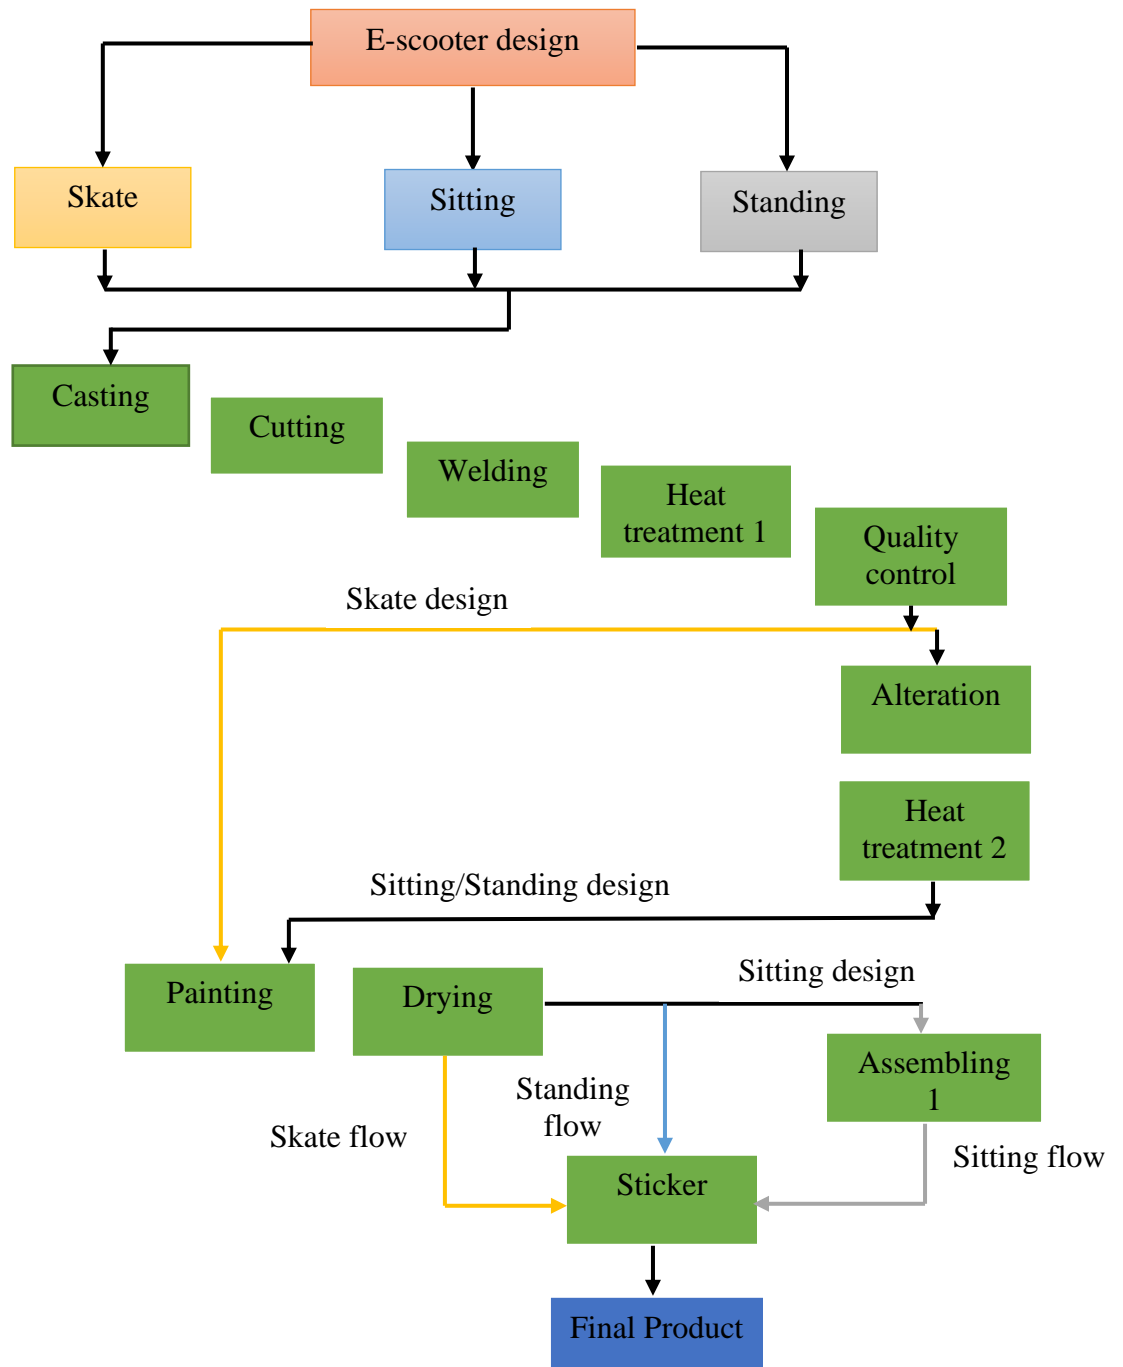 E-scooter design
Skate
Sitting
Standing
Casting
Cutting
Welding
Heat
treatment 1
Quality
control
Skate design
Alteration
Heat
treatment 2
Sitting/Standing design
Painting
Drying
Sitting design
Assembling
1
Standing
flow
Skate flow
Sitting flow
Sticker
Final Product